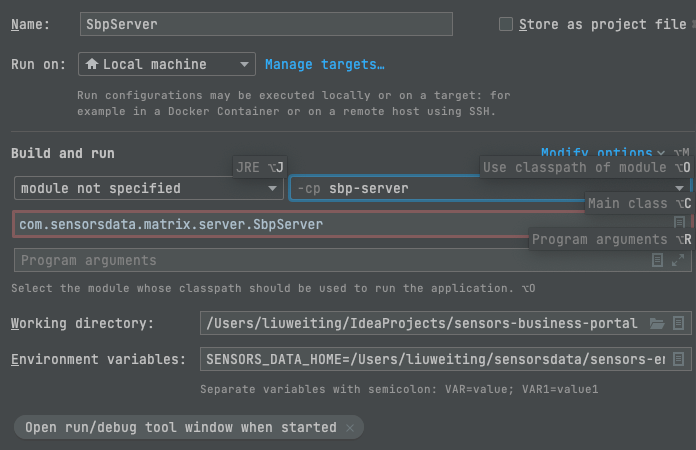 Name: SbpServer Store as project file
Run on: Local machine Manage targets…
Run configurations may be executed locally or on a target: for
example in a Docker Container or on a remote host using SSH.
Build and run Modify options ⌥M
JRE ⌥J Use classpath of module ⌥O
module not specified -cp sbp-server
Main class ⌥C
com.sensorsdata.matrix.server.SbpServer
Program arguments ⌥R
Program arguments
Select the module whose classpath should be used to run the application. ⌥O
Working directory: /Users/liuweiting/IdeaProjects/sensors-business-portal
Environment variables: SENSORS_DATA_HOME=/Users/liuweiting/sensorsdata/sensors-en
Separate variables with semicolon: VAR=value; VAR1=value1
Open run/debug tool window when started ×